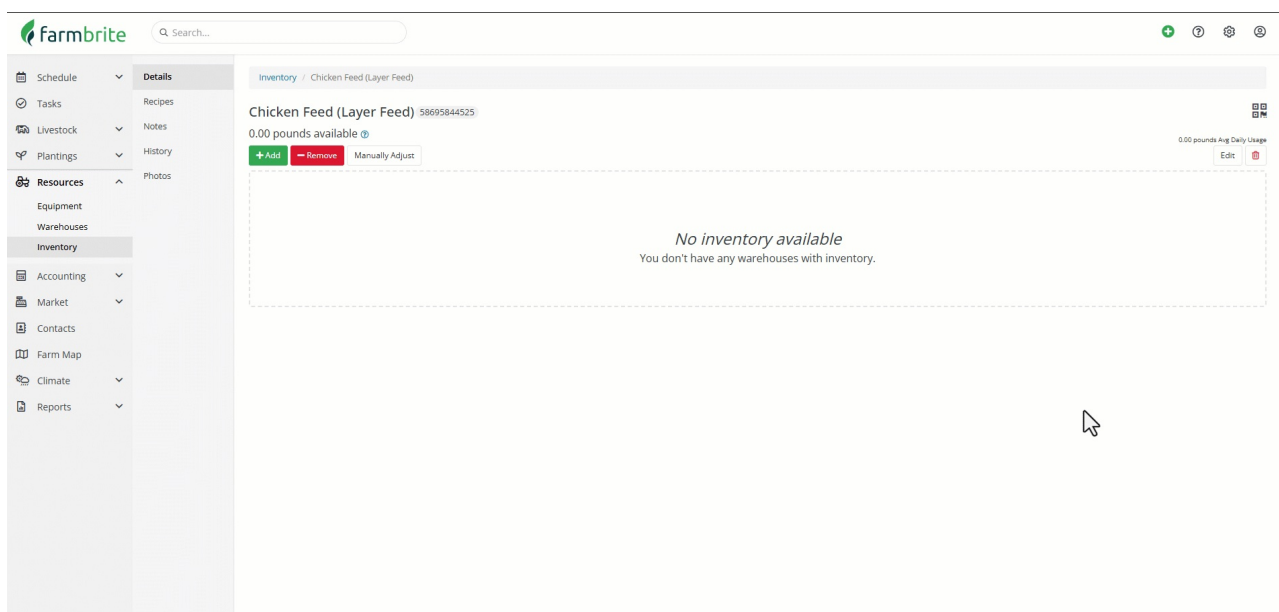 farmbrite
Search...
Schedule
Tasks
Livestock
Plantings
Resources
Equipment
Warehouses
Inventory
Accounting
Market
Contacts
Farm Map
Climate
Reports
Details
Recipes
Notes
History
Photos
Inventory / Chicken Feed (Layer Feed)
Chicken Feed (Layer Feed) 58695844525
0.00 pounds available
0.00 pounds Avg Daily Usage
+ Add − Remove Manually Adjust Edit
No inventory available
You don't have any warehouses with inventory.